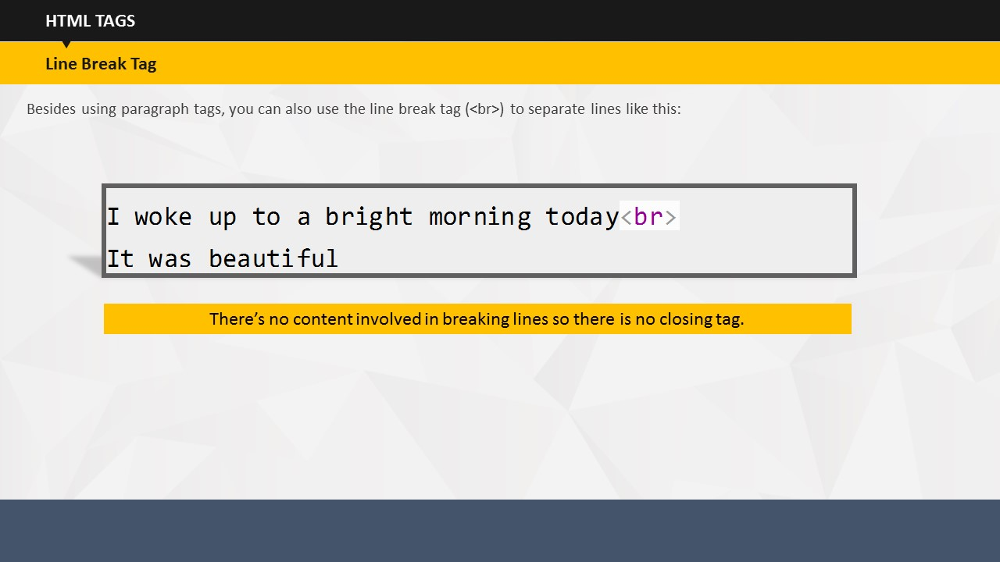 HTML TAGS
Line Break Tag
Besides using paragraph tags, you can also use the line break tag (<br>) to separate lines like this:
I woke up to a bright morning today<br>
It was beautiful
There’s no content involved in breaking lines so there is no closing tag.